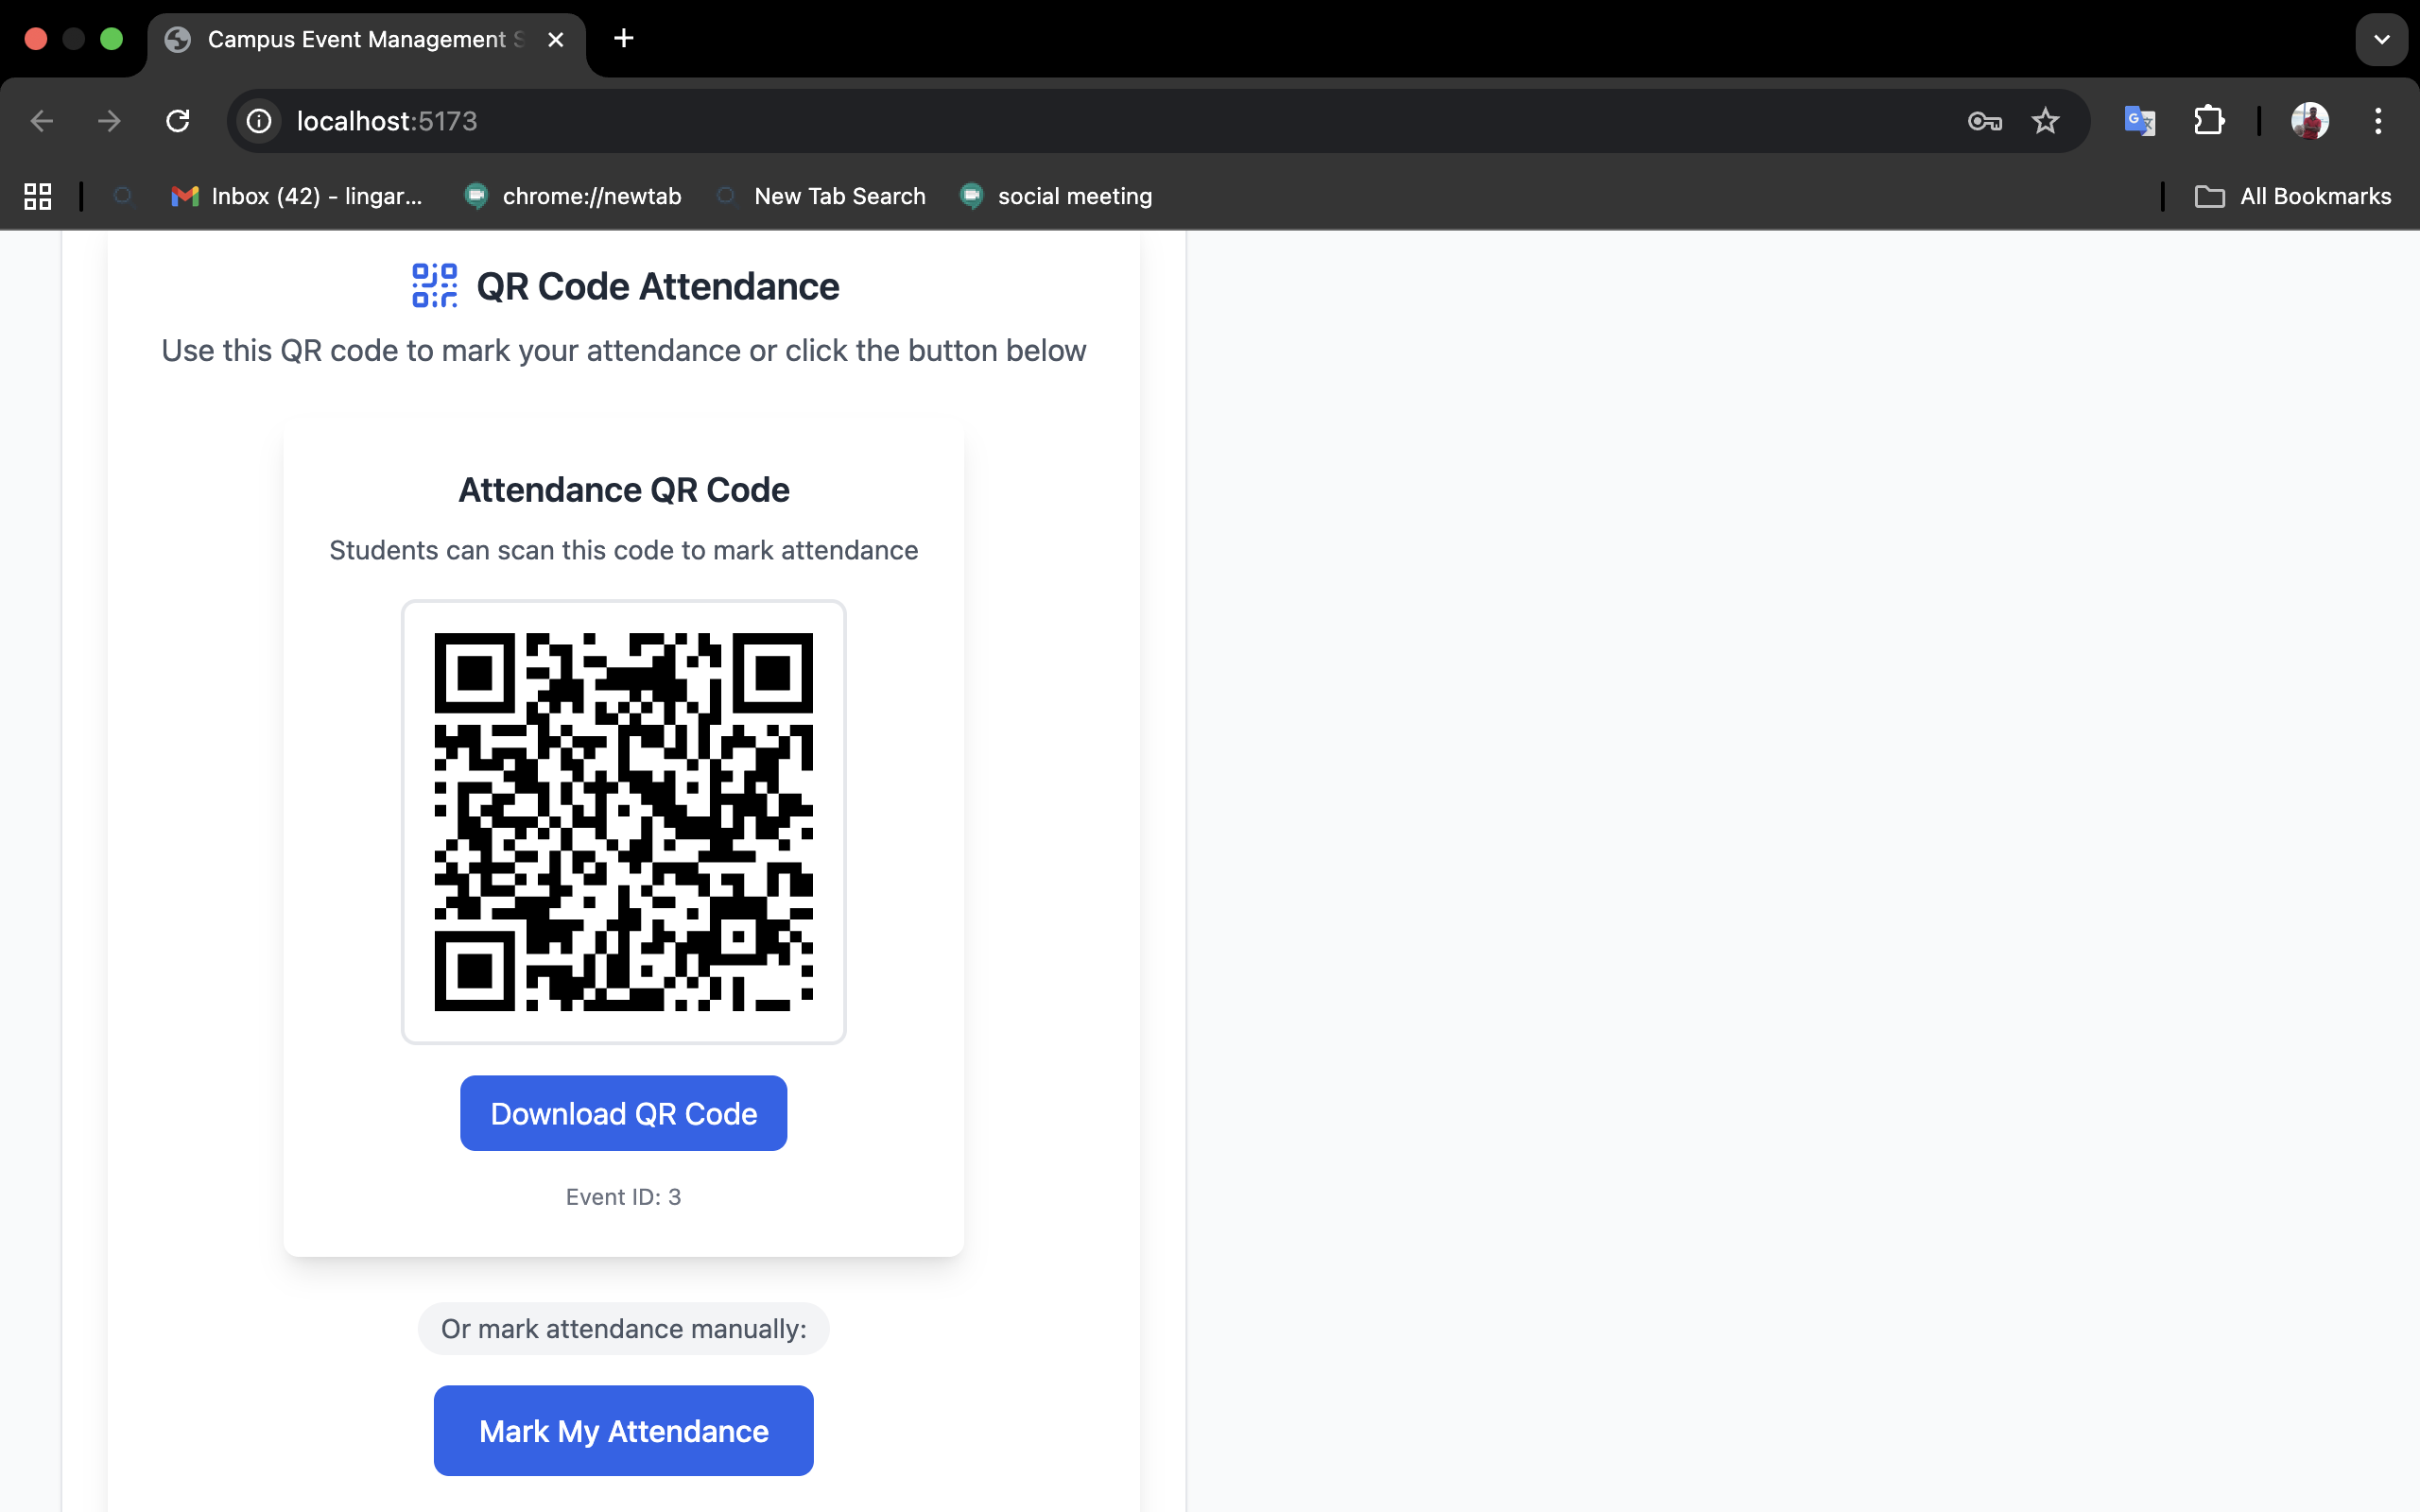 Campus Event Management S
localhost:5173
Inbox (42) - lingar...
chrome://newtab
New Tab Search
social meeting
All Bookmarks
QR Code Attendance
Use this QR code to mark your attendance or click the button below
Attendance QR Code
Students can scan this code to mark attendance
Download QR Code
Event ID: 3
Or mark attendance manually:
Mark My Attendance